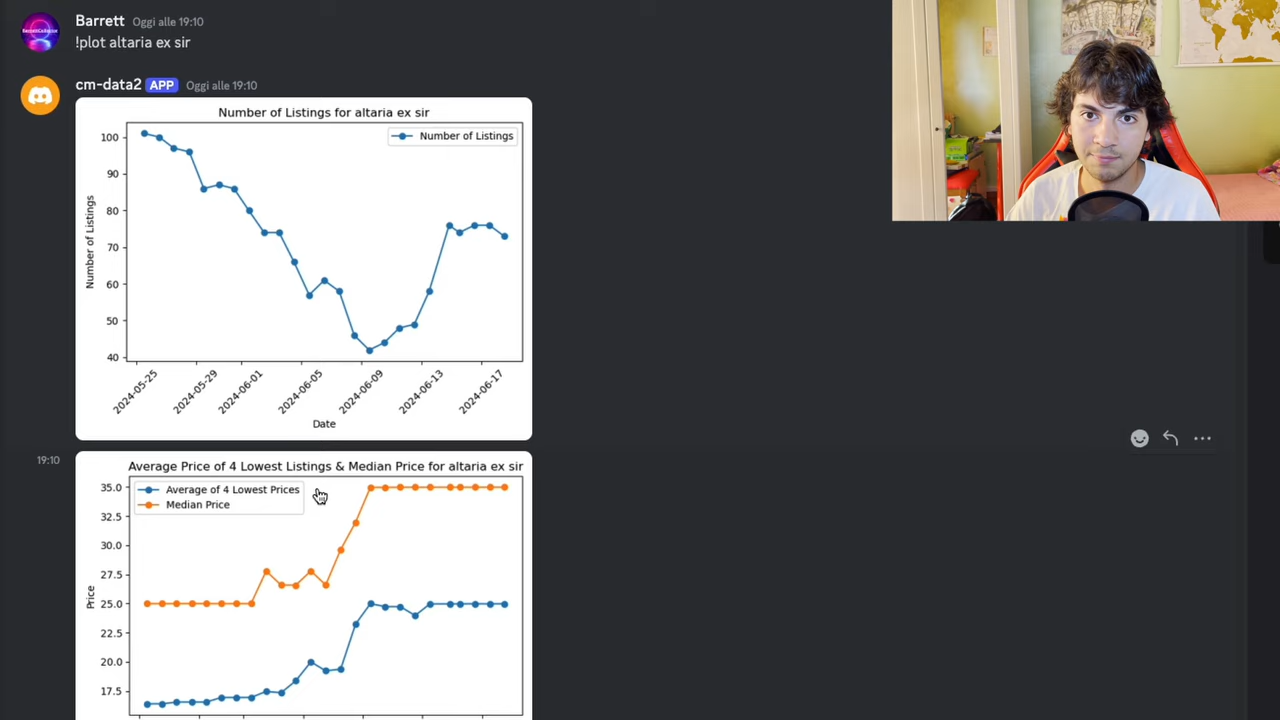 Barrett Oggi alle 19:10
!plot altaria ex sir
cm-data2 APP Oggi alle 19:10
Number of Listings for altaria ex sir
Number of Listings
100
90
80
70
60
50
40
Number of Listings
2024-05-25
2024-05-29
2024-06-01
2024-06-05
2024-06-09
2024-06-13
2024-06-17
Date
19:10
Average Price of 4 Lowest Listings & Median Price for altaria ex sir
Average of 4 Lowest Prices
Median Price
35.0
32.5
30.0
27.5
25.0
22.5
20.0
17.5
Price